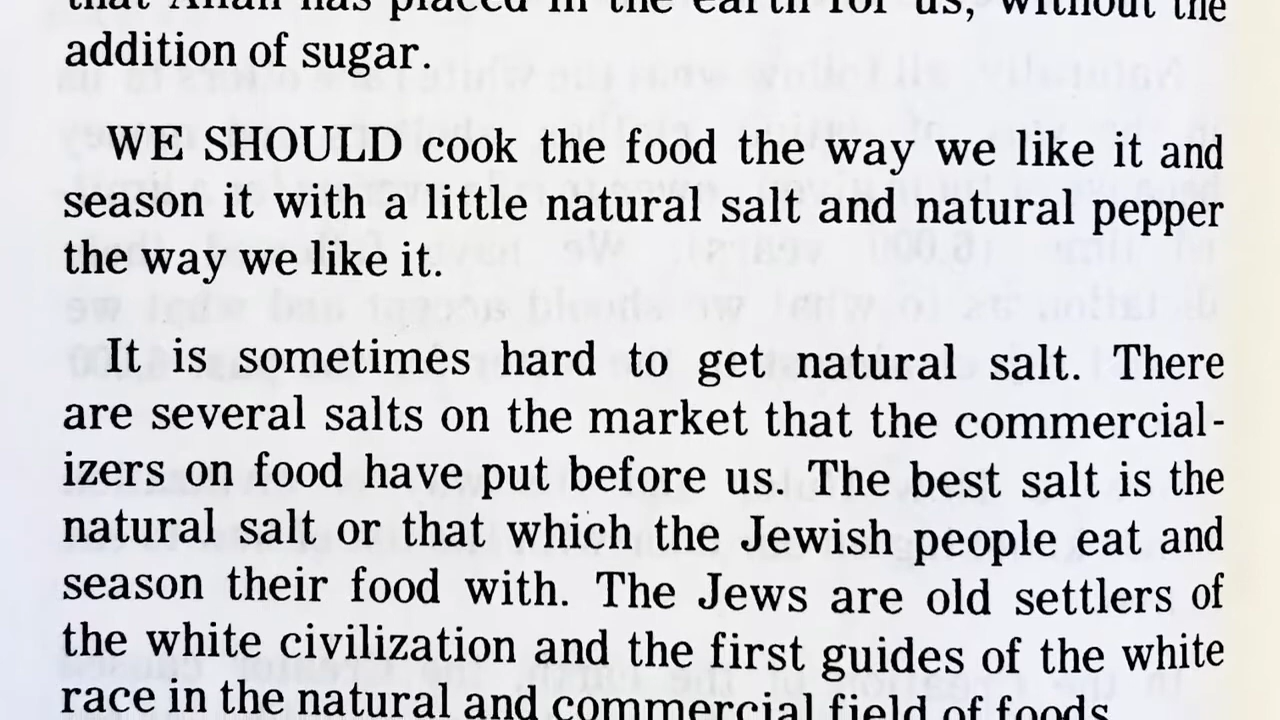 that Allah has placed in the earth for us, without the
addition of sugar.
WE SHOULD cook the food the way we like it and
season it with a little natural salt and natural pepper
the way we like it.
It is sometimes hard to get natural salt. There
are several salts on the market that the commercial-
izers on food have put before us. The best salt is the
natural salt or that which the Jewish people eat and
season their food with. The Jews are old settlers of
the white civilization and the first guides of the white
race in the natural and commercial field of foods.